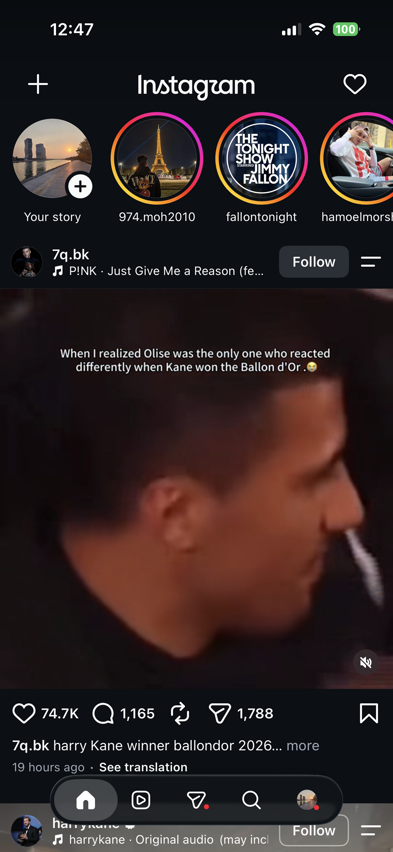 12:47
100
Instagram
THE
TONIGHT
SHOW
STARRING
JIMMY
FALLON
Your story
974.moh2010
fallontonight
hamoelmorsh
7q.bk
P!NK · Just Give Me a Reason (fe...
Follow
When I realized Olise was the only one who reacted
differently when Kane won the Ballon d'Or .😭
74.7K
1,165
1,788
7q.bk harry Kane winner ballondor 2026... more
19 hours ago · See translation
harrykane
harrykane · Original audio (may incl
Follow